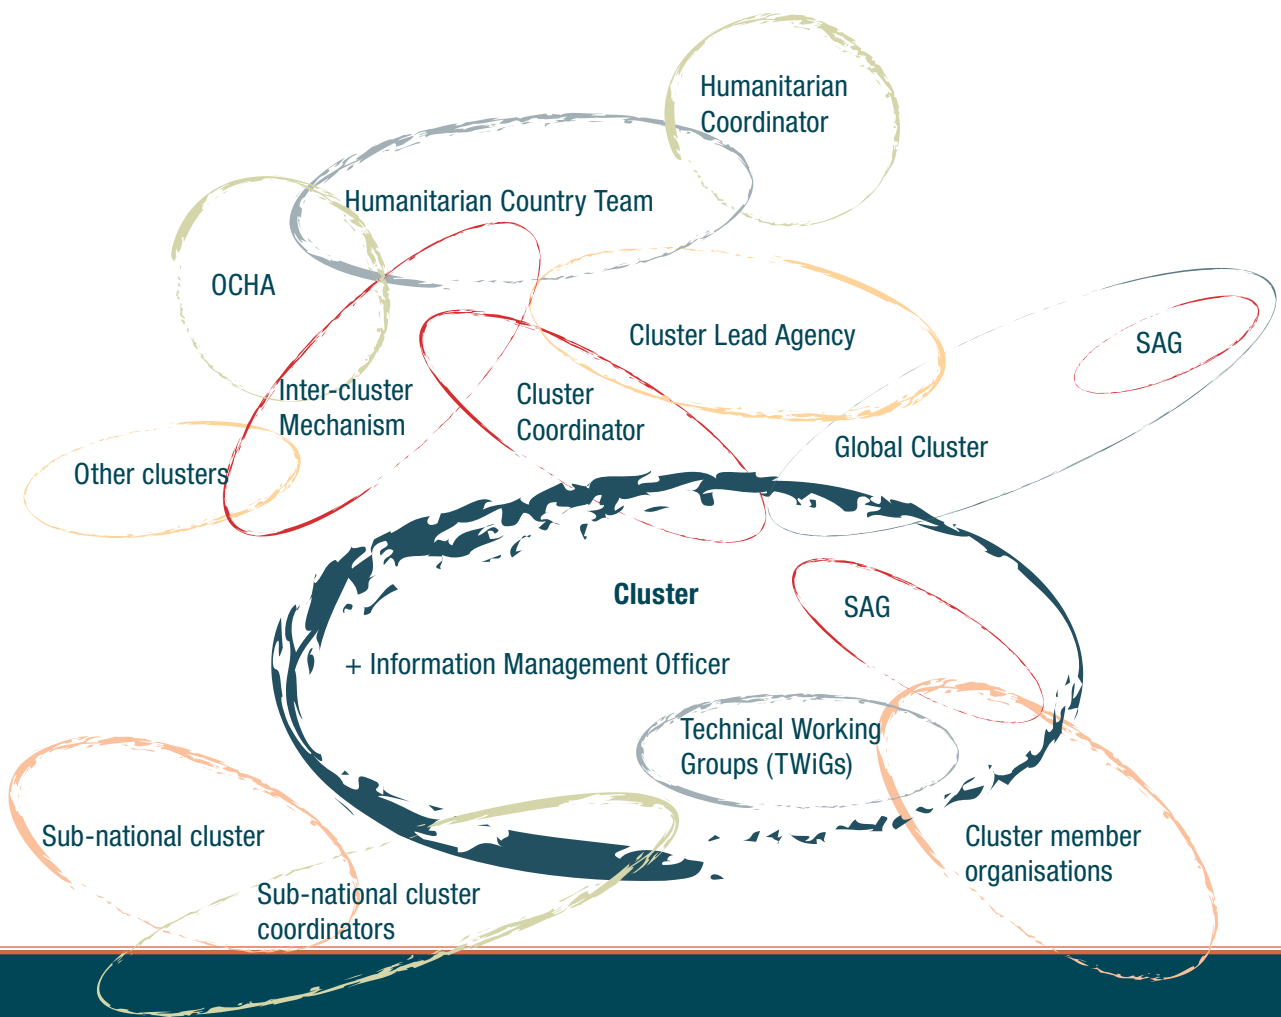 Humanitarian
Coordinator
Humanitarian Country Team
OCHA
Cluster Lead Agency
SAG
Inter-cluster
Mechanism
Cluster
Coordinator
Global Cluster
Other clusters
Cluster
SAG
+ Information Management Officer
Technical Working
Groups (TWiGs)
Sub-national cluster
Cluster member
organisations
Sub-national cluster
coordinators